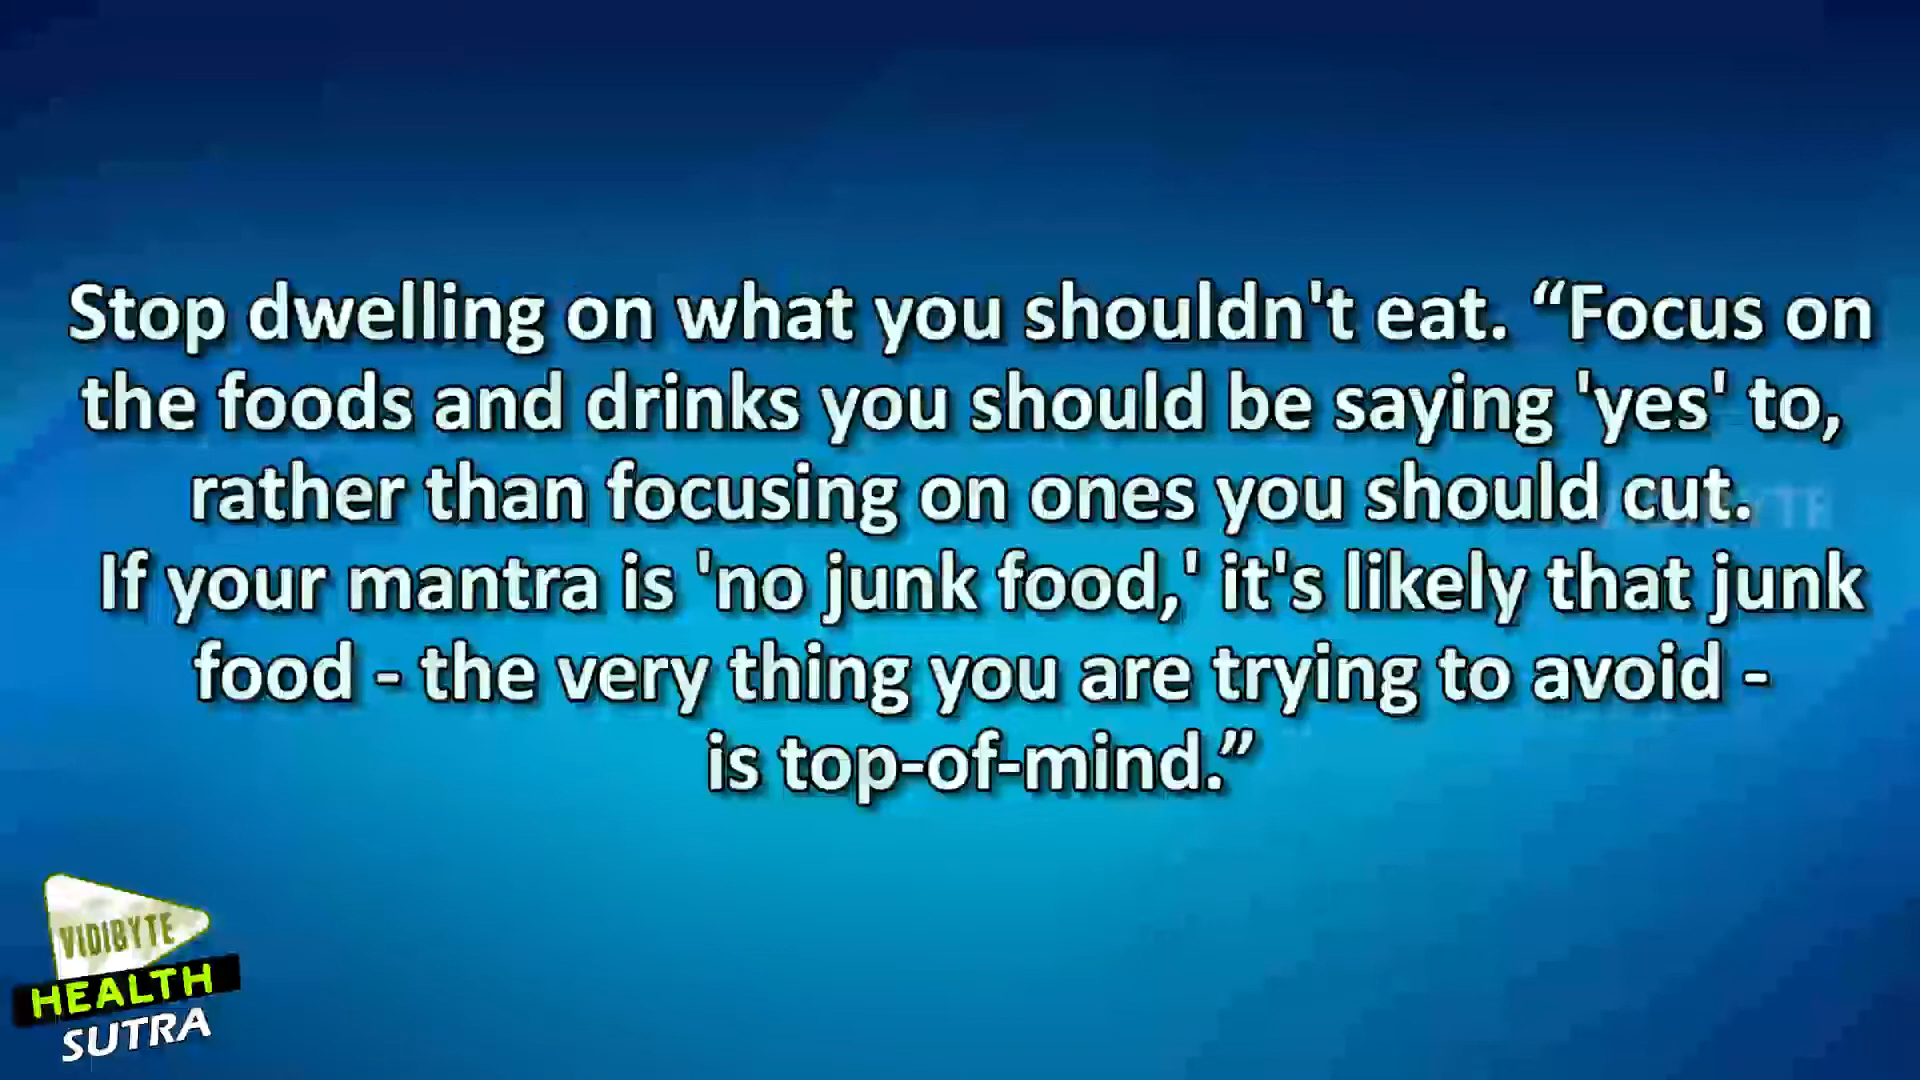 Stop dwelling on what you shouldn't eat. “Focus on
the foods and drinks you should be saying 'yes' to,
rather than focusing on ones you should cut.
If your mantra is 'no junk food,' it's likely that junk
food - the very thing you are trying to avoid -
is top-of-mind.”
VIDIBYTE
HEALTH
SUTRA